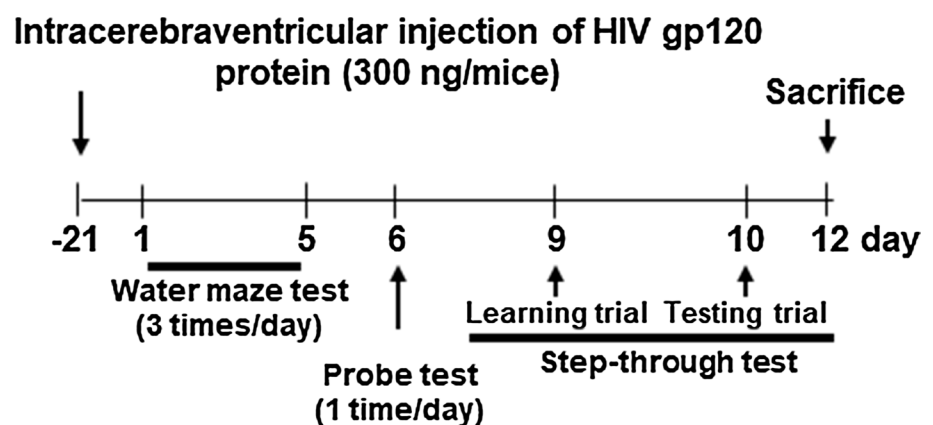 Intracerebraventricular injection of HIV gp120
protein (300 ng/mice)
Sacrifice
-21 1 5 6 9 10 12 day
Water maze test
(3 times/day)
Learning trial Testing trial
Step-through test
Probe test
(1 time/day)